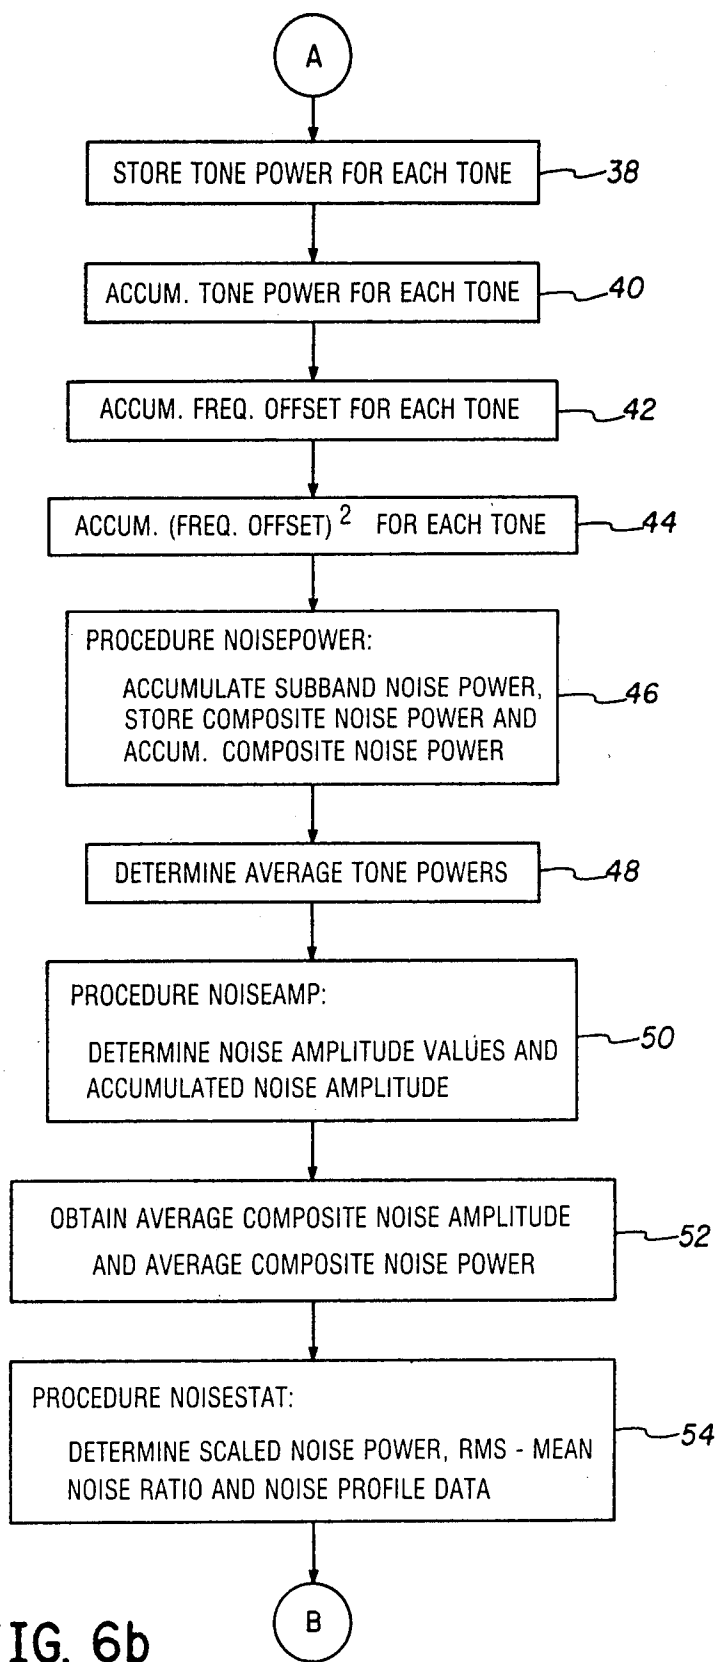 A
STORE TONE POWER FOR EACH TONE
38
ACCUM. TONE POWER FOR EACH TONE
40
ACCUM. FREQ. OFFSET FOR EACH TONE
42
ACCUM. (FREQ. OFFSET)² FOR EACH TONE
44
PROCEDURE NOISEPOWER:
ACCUMULATE SUBBAND NOISE POWER,
STORE COMPOSITE NOISE POWER AND
ACCUM. COMPOSITE NOISE POWER
46
DETERMINE AVERAGE TONE POWERS
48
PROCEDURE NOISEAMP:
DETERMINE NOISE AMPLITUDE VALUES AND
ACCUMULATED NOISE AMPLITUDE
50
OBTAIN AVERAGE COMPOSITE NOISE AMPLITUDE
AND AVERAGE COMPOSITE NOISE POWER
52
PROCEDURE NOISESTAT:
DETERMINE SCALED NOISE POWER, RMS - MEAN
NOISE RATIO AND NOISE PROFILE DATA
54
B
IG. 6b